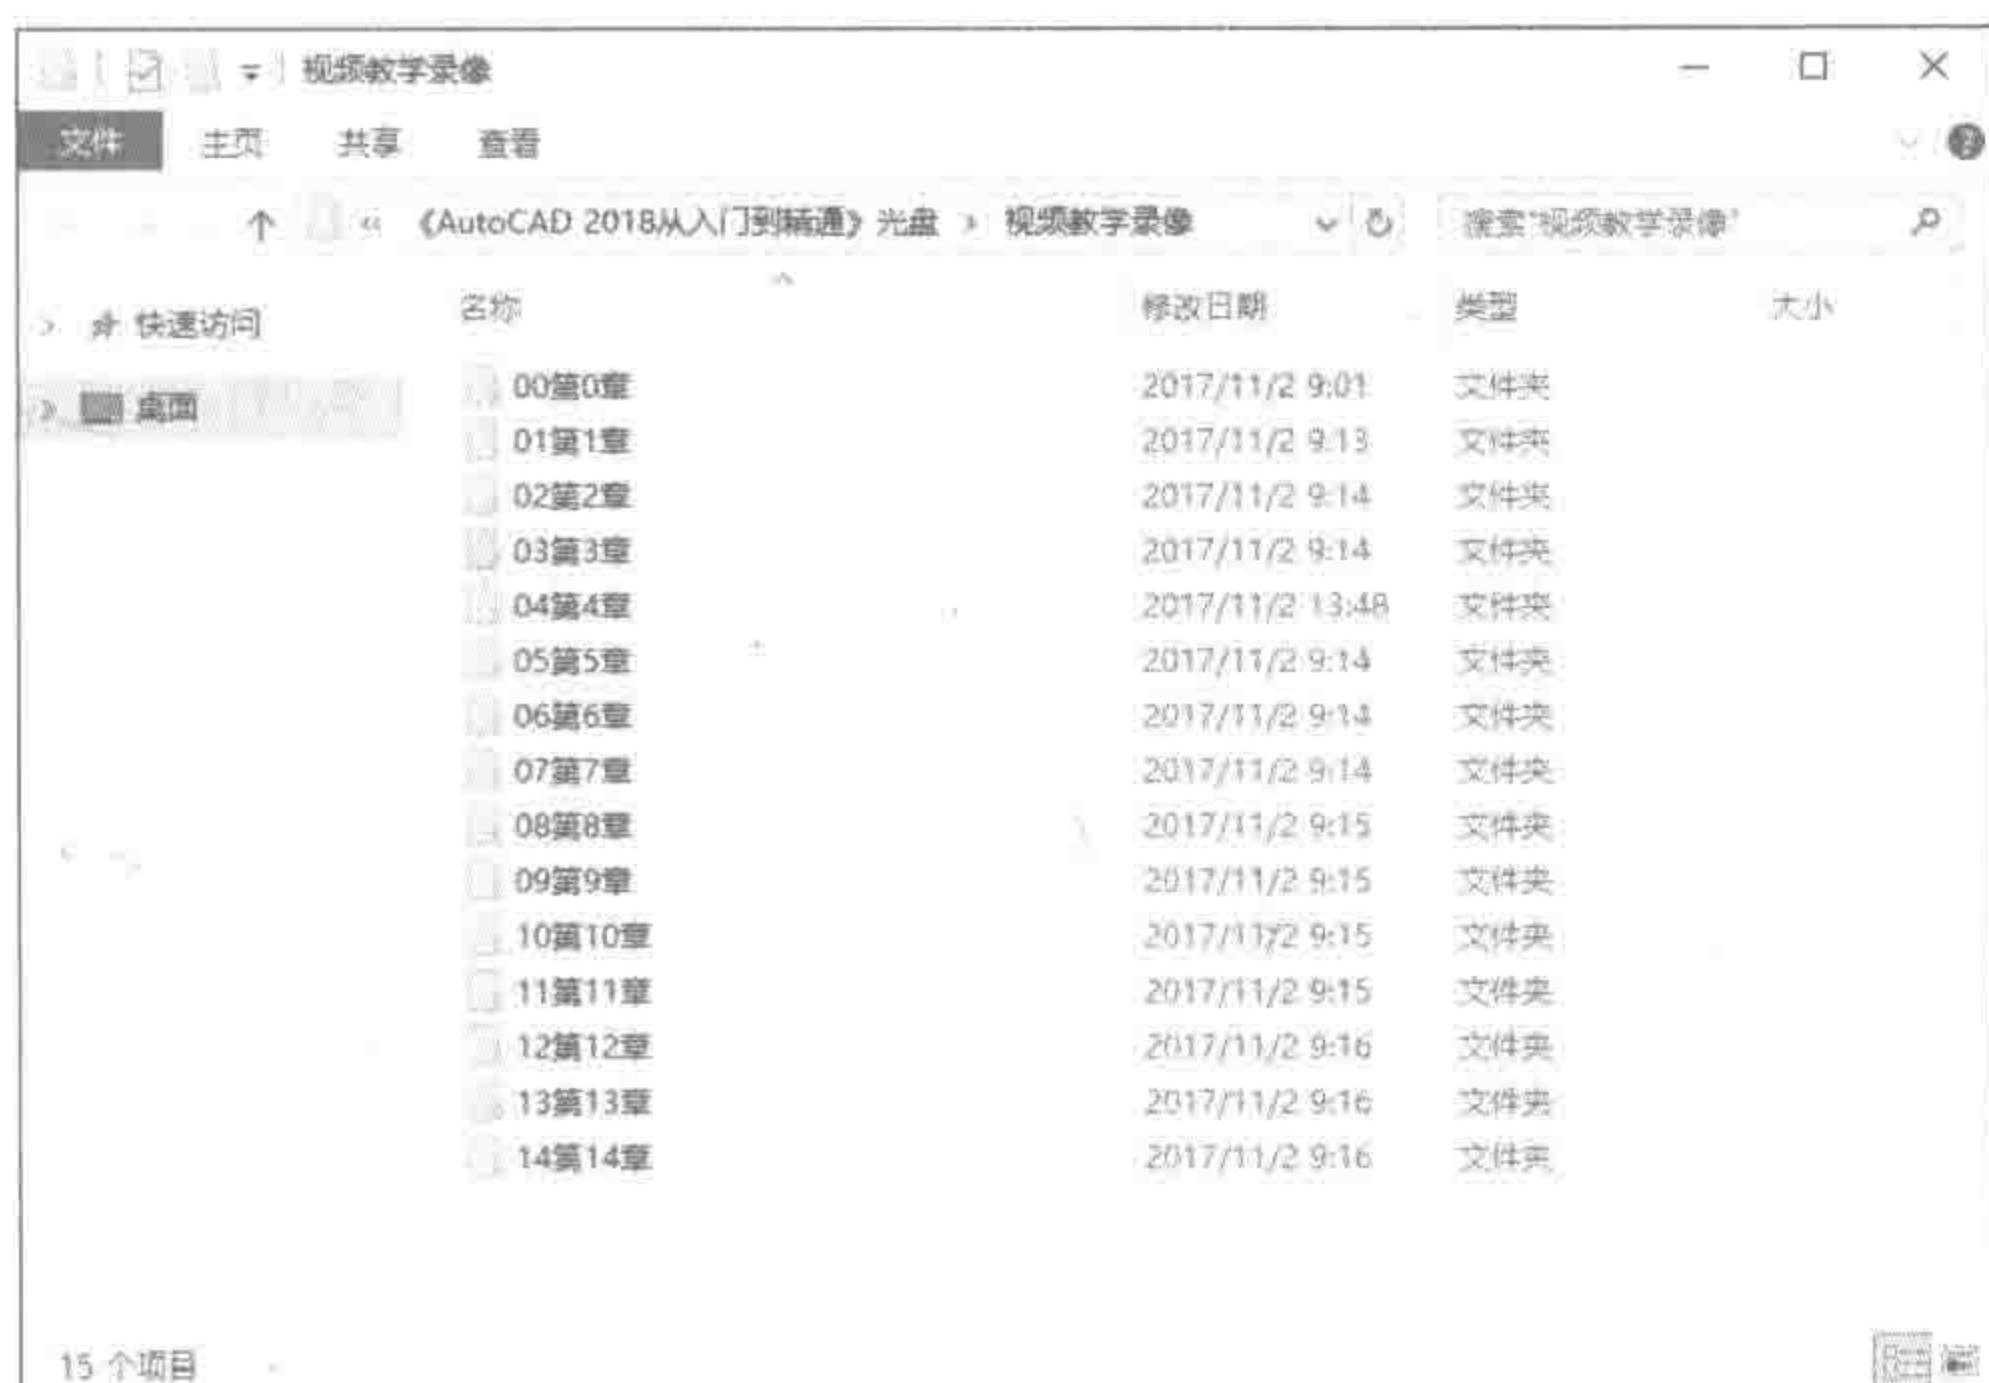 视频教学录像
文件 主页 共享 查看
« 《AutoCAD 2018从入门到精通》光盘 › 视频教学录像 搜索"视频教学录像"
快速访问
桌面
名称 修改日期 类型 大小
00第0章 2017/11/2 9:01 文件夹
01第1章 2017/11/2 9:13 文件夹
02第2章 2017/11/2 9:14 文件夹
03第3章 2017/11/2 9:14 文件夹
04第4章 2017/11/2 13:48 文件夹
05第5章 2017/11/2 9:14 文件夹
06第6章 2017/11/2 9:14 文件夹
07第7章 2017/11/2 9:14 文件夹
08第8章 2017/11/2 9:15 文件夹
09第9章 2017/11/2 9:15 文件夹
10第10章 2017/11/2 9:15 文件夹
11第11章 2017/11/2 9:15 文件夹
12第12章 2017/11/2 9:16 文件夹
13第13章 2017/11/2 9:16 文件夹
14第14章 2017/11/2 9:16 文件夹
15 个项目